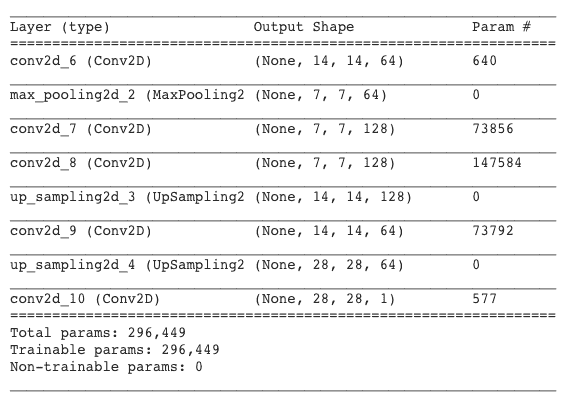 Layer (type) Output Shape Param #
conv2d_6 (Conv2D) (None, 14, 14, 64) 640
max_pooling2d_2 (MaxPooling2 (None, 7, 7, 64) 0
conv2d_7 (Conv2D) (None, 7, 7, 128) 73856
conv2d_8 (Conv2D) (None, 7, 7, 128) 147584
up_sampling2d_3 (UpSampling2 (None, 14, 14, 128) 0
conv2d_9 (Conv2D) (None, 14, 14, 64) 73792
up_sampling2d_4 (UpSampling2 (None, 28, 28, 64) 0
conv2d_10 (Conv2D) (None, 28, 28, 1) 577
Total params: 296,449
Trainable params: 296,449
Non-trainable params: 0